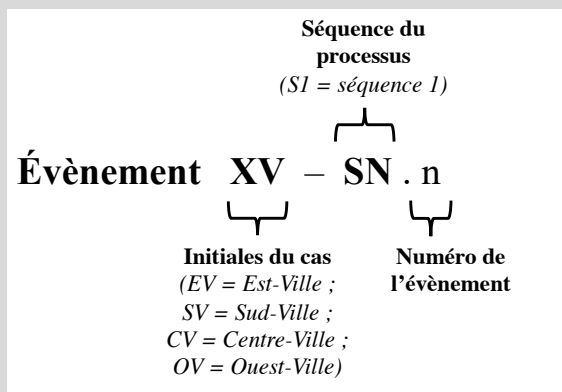 Séquence du
processus
(S1 = séquence 1)
Évènement XV – SN . n
Initiales du cas
(EV = Est-Ville ;
SV = Sud-Ville ;
CV = Centre-Ville ;
OV = Ouest-Ville)
Numéro de
l'évènement